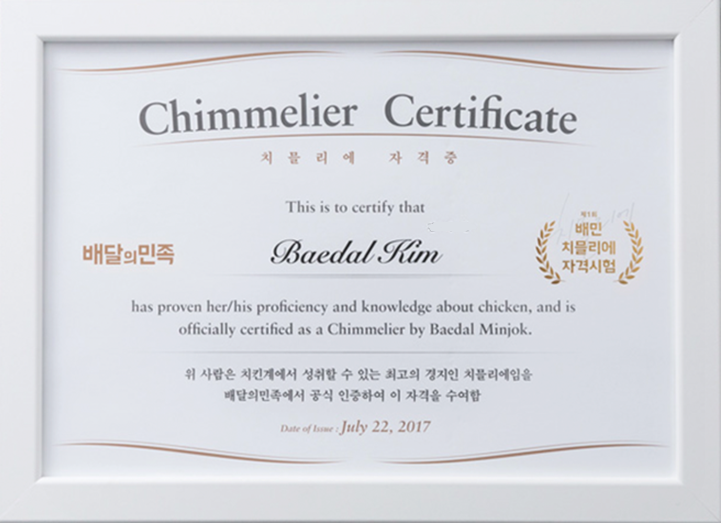 Chimmelier Certificate
치믈리에 자격증
This is to certify that
Baedal Kim
배달의민족
제1회
배민
치믈리에
자격시험
has proven her/his proficiency and knowledge about chicken, and is
officially certified as a Chimmelier by Baedal Minjok.
위 사람은 치킨계에서 성취할 수 있는 최고의 경지인 치믈리에임을
배달의민족에서 공식 인증하여 이 자격을 수여함
Date of Issue : July 22, 2017